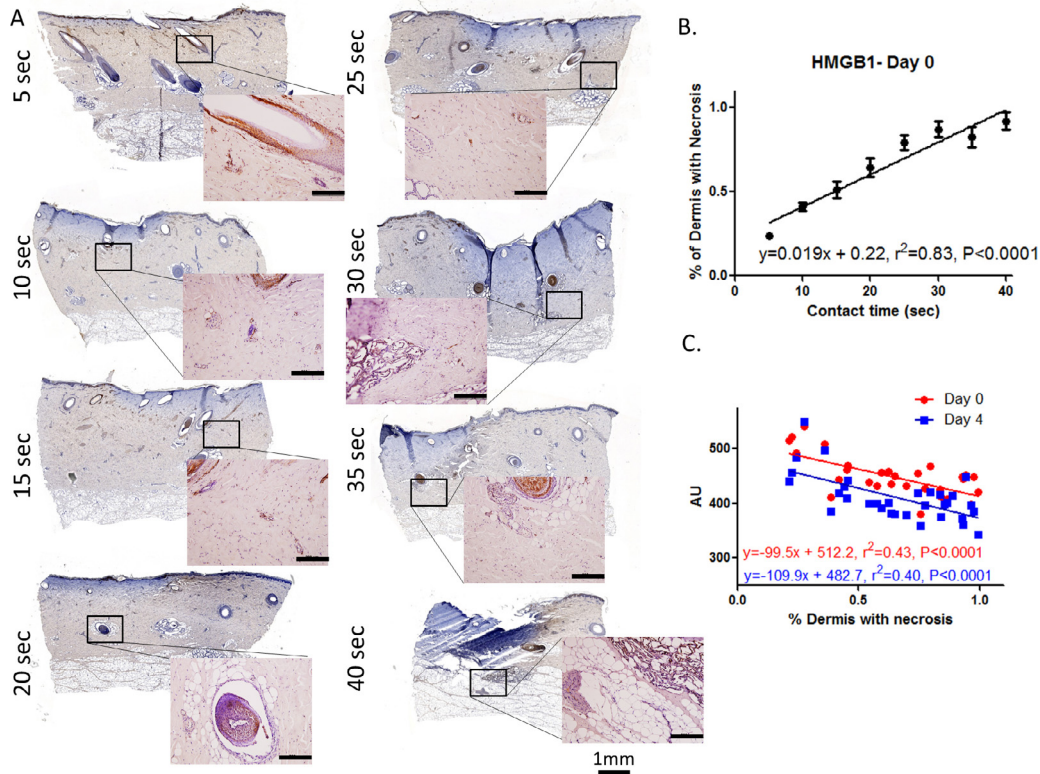 A
5 sec
10 sec
15 sec
20 sec
25 sec
30 sec
35 sec
40 sec
1mm
B.
HMGB1- Day 0
% of Dermis with Necrosis
1.0
0.5
0.0
y=0.019x + 0.22, r²=0.83, P<0.0001
0 10 20 30 40
Contact time (sec)
C.
Day 0
Day 4
AU
500
400
300
y=-99.5x + 512.2, r²=0.43, P<0.0001
y=-109.9x + 482.7, r²=0.40, P<0.0001
0.0 0.5 1.0
% Dermis with necrosis